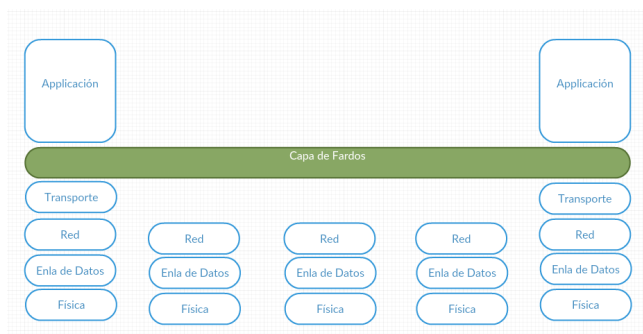 Applicación
Applicación
Capa de Fardos
Transporte
Transporte
Red
Red
Red
Red
Red
Enla de Datos
Enla de Datos
Enla de Datos
Enla de Datos
Enla de Datos
Física
Física
Física
Física
Física